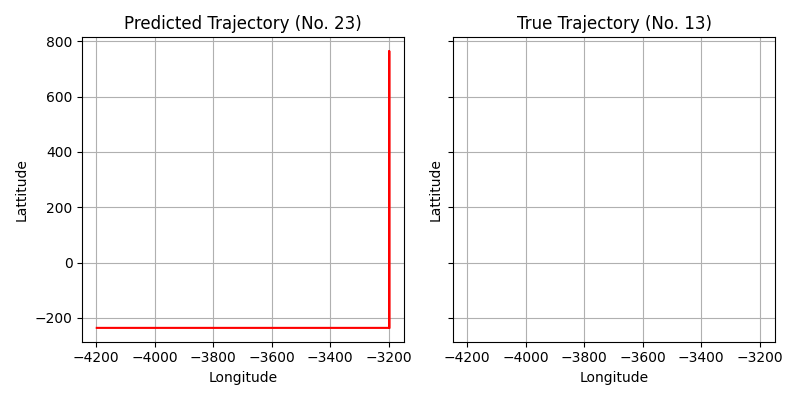 Predicted Trajectory (No. 23)
True Trajectory (No. 13)
800
600
400
200
0
−200
Lattitude
Lattitude
−4200 −4000 −3800 −3600 −3400 −3200
−4200 −4000 −3800 −3600 −3400 −3200
Longitude
Longitude